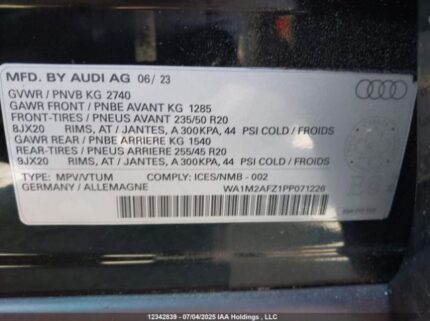 MFD. BY AUDI AG 06/ 23
GVWR / PNVB KG 2740
GAWR FRONT / PNBE AVANT KG 1285
FRONT-TIRES / PNEUS AVANT 235/50 R20
8JX20 RIMS, AT / JANTES, A 300KPA, 44 PSI COLD / FROIDS
GAWR REAR / PNBE ARRIERE KG 1540
REAR-TIRES / PNEUS ARRIERE 255/45 R20
9JX20 RIMS, AT / JANTES, A 300KPA, 44 PSI COLD / FROIDS
TYPE: MPV/VTUM COMPLY: ICES/NMB - 002
GERMANY / ALLEMAGNE WA1M2AFZ1PP071226
12342839 - 07/04/2025 IAA Holdings, LLC